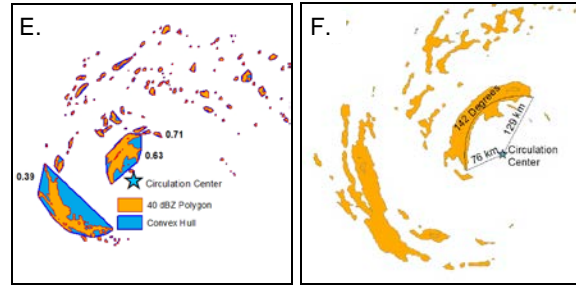 E.
0.71
0.63
0.39
Circulation Center
40 dBZ Polygon
Convex Hull
F.
142 Degrees
129 km
76 km
Circulation
Center